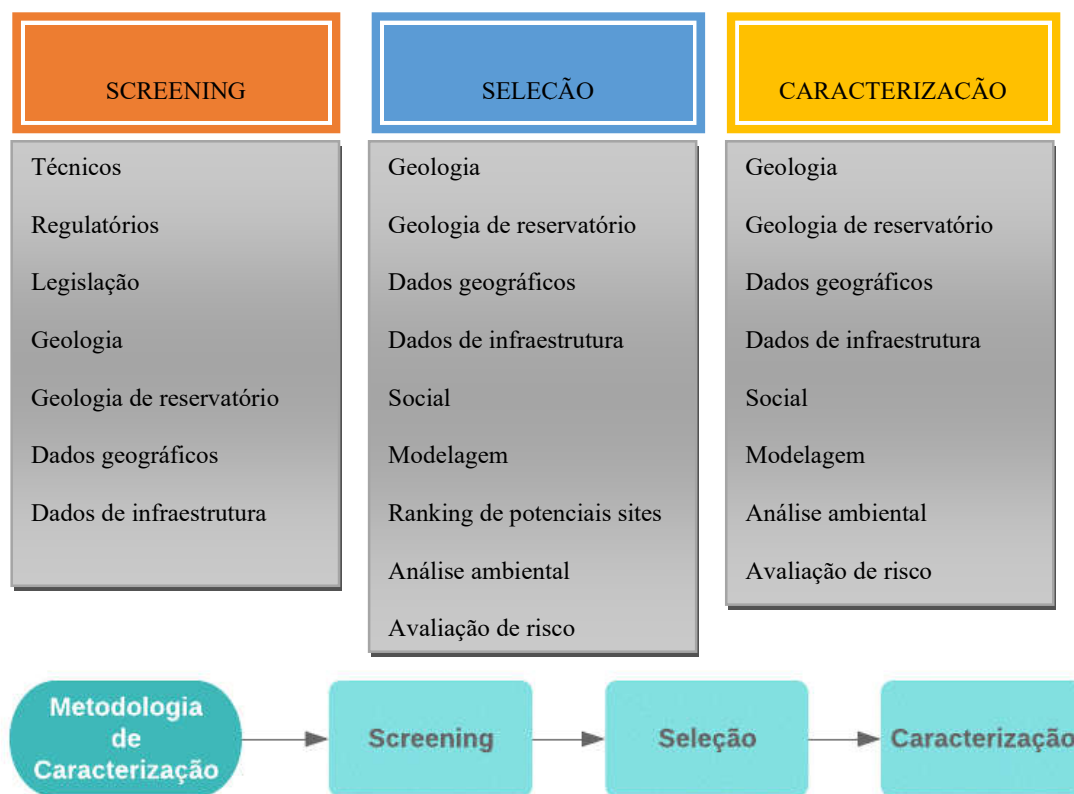 SCREENING
Técnicos
Regulatórios
Legislação
Geologia
Geologia de reservatório
Dados geográficos
Dados de infraestrutura
SELECÃO
Geologia
Geologia de reservatório
Dados geográficos
Dados de infraestrutura
Social
Modelagem
Ranking de potenciais sites
Análise ambiental
Avaliação de risco
CARACTERIZACÃO
Geologia
Geologia de reservatório
Dados geográficos
Dados de infraestrutura
Social
Modelagem
Análise ambiental
Avaliação de risco
Metodologia
de
Caracterização
Screening
Seleção
Caracterização